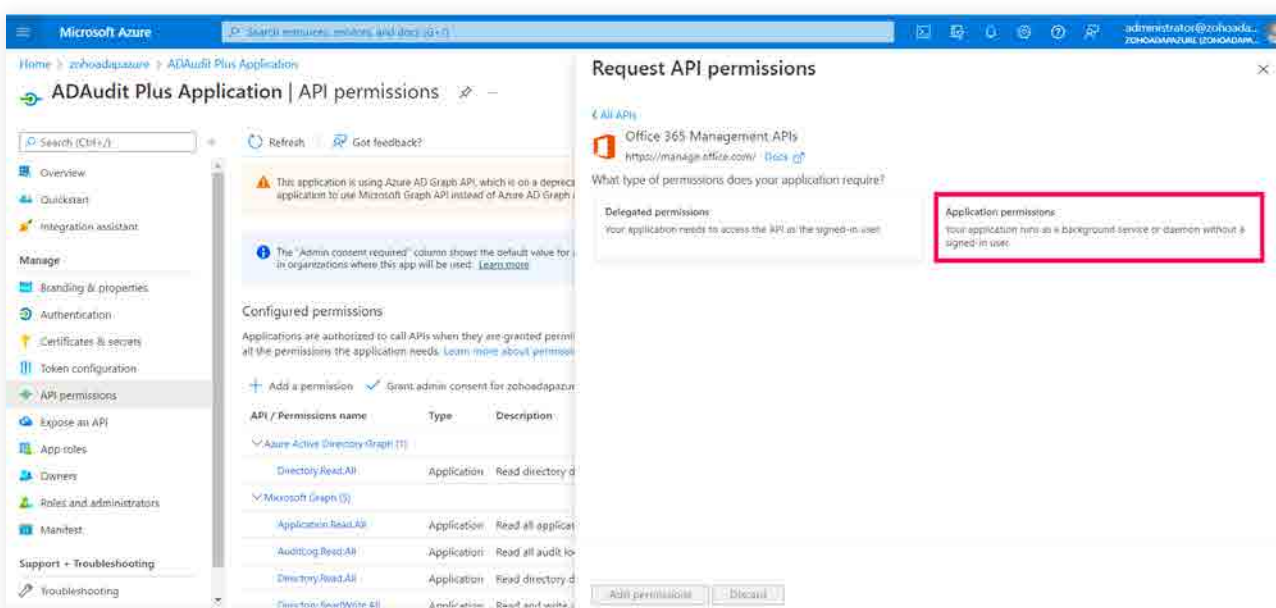 Microsoft Azure
Search resources, services, and docs (G+/)
administrator@zohoada...
ZOHOADAPAZURE (ZOHOADAPA...
Home > zohoadapazure > ADAudit Plus Application
ADAudit Plus Application | API permissions
Search (Ctrl+/)
Overview
Quickstart
Integration assistant
Manage
Branding & properties
Authentication
Certificates & secrets
Token configuration
API permissions
Expose an API
App roles
Owners
Roles and administrators
Manifest
Support + Troubleshooting
Troubleshooting
Refresh
Got feedback?
This application is using Azure AD Graph API, which is on a depreca
application to use Microsoft Graph API instead of Azure AD Graph
The "Admin consent required" column shows the default value for
in organizations where this app will be used. Learn more
Configured permissions
Applications are authorized to call APIs when they are granted permi
all the permissions the application needs. Learn more about permissi
Add a permission
Grant admin consent for zohoadapazur
API / Permissions name Type Description
Azure Active Directory Graph (1)
Directory.Read.All Application Read directory d
Microsoft Graph (5)
Application.Read.All Application Read all applicat
AuditLog.Read.All Application Read all audit lo
Directory.Read.All Application Read directory d
Directory.ReadWrite.All Application Read and write
Request API permissions
All APIs
Office 365 Management APIs
https://manage.office.com/ Docs
What type of permissions does your application require?
Delegated permissions
Your application needs to access the API as the signed-in user.
Application permissions
Your application runs as a background service or daemon without a
signed-in user.
Add permissions
Discard